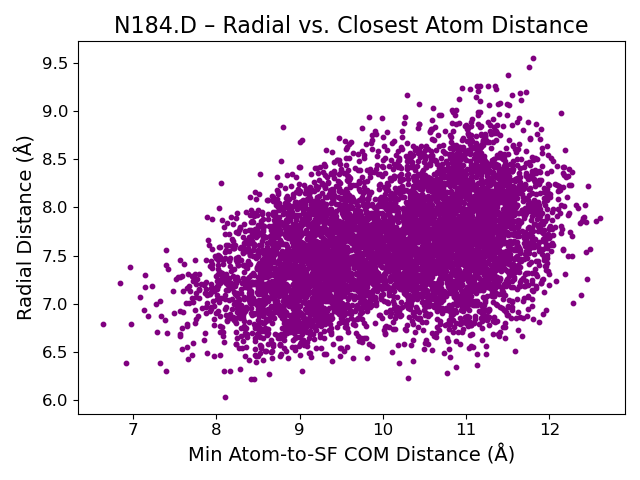 N184.D – Radial vs. Closest Atom Distance
Radial Distance (Å)
9.5
9.0
8.5
8.0
7.5
7.0
6.5
6.0
7 8 9 10 11 12
Min Atom-to-SF COM Distance (Å)